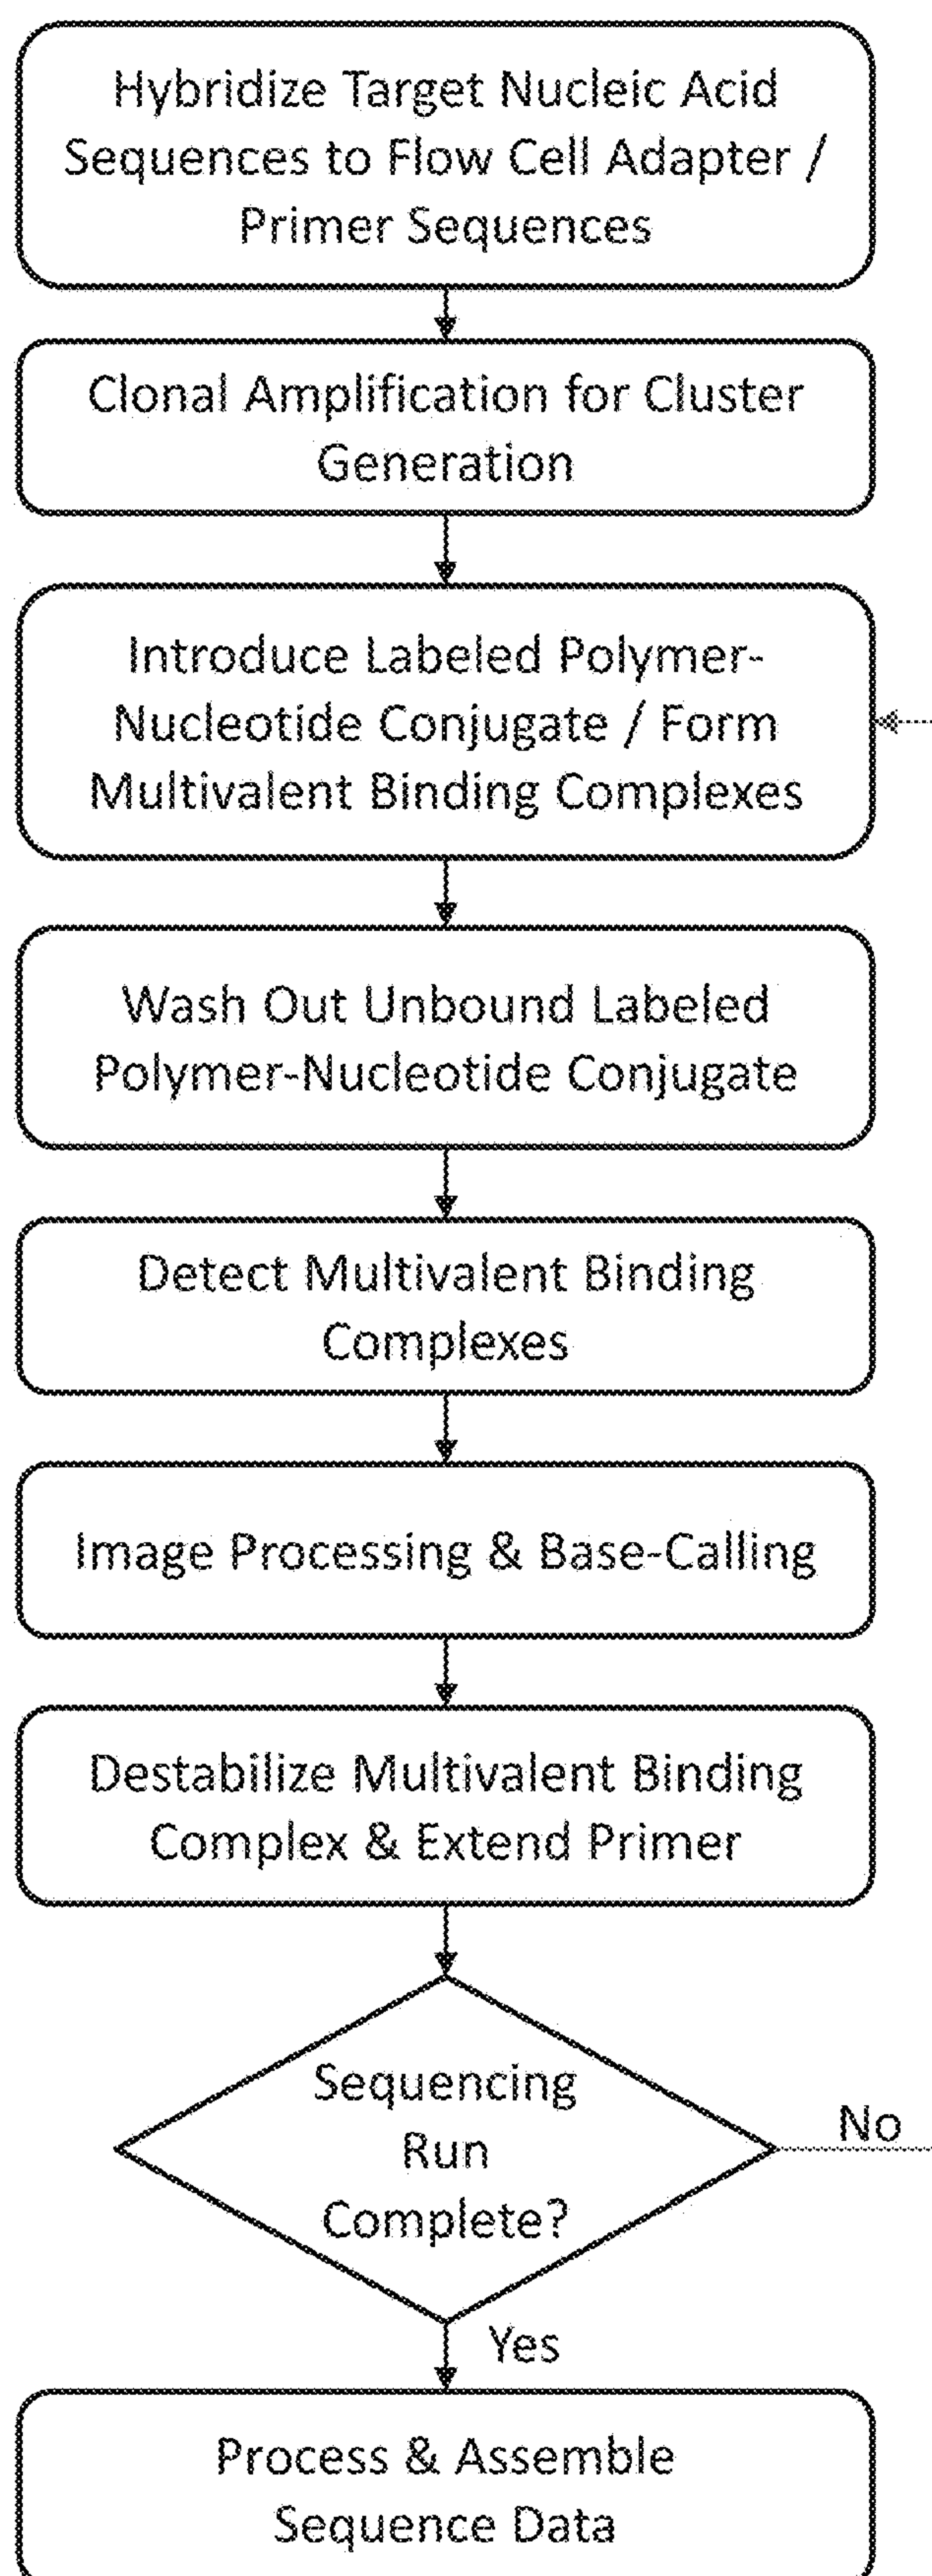 Hybridize Target Nucleic Acid
Sequences to Flow Cell Adapter /
Primer Sequences
Clonal Amplification for Cluster
Generation
Introduce Labeled Polymer-
Nucleotide Conjugate / Form
Multivalent Binding Complexes
Wash Out Unbound Labeled
Polymer-Nucleotide Conjugate
Detect Multivalent Binding
Complexes
Image Processing & Base-Calling
Destabilize Multivalent Binding
Complex & Extend Primer
Sequencing
Run
Complete?
No
Yes
Process & Assemble
Sequence Data